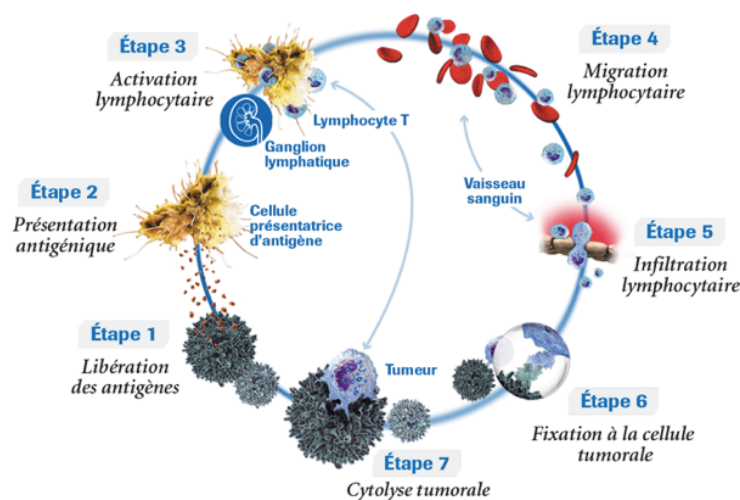 Étape 3
Activation
lymphocytaire
Lymphocyte T
Ganglion
lymphatique
Étape 4
Migration
lymphocytaire
Étape 2
Présentation
antigénique
Cellule
présentatrice
d'antigène
Vaisseau
sanguin
Étape 5
Infiltration
lymphocytaire
Étape 1
Libération
des antigènes
Tumeur
Étape 6
Fixation à la cellule
tumorale
Étape 7
Cytolyse tumorale